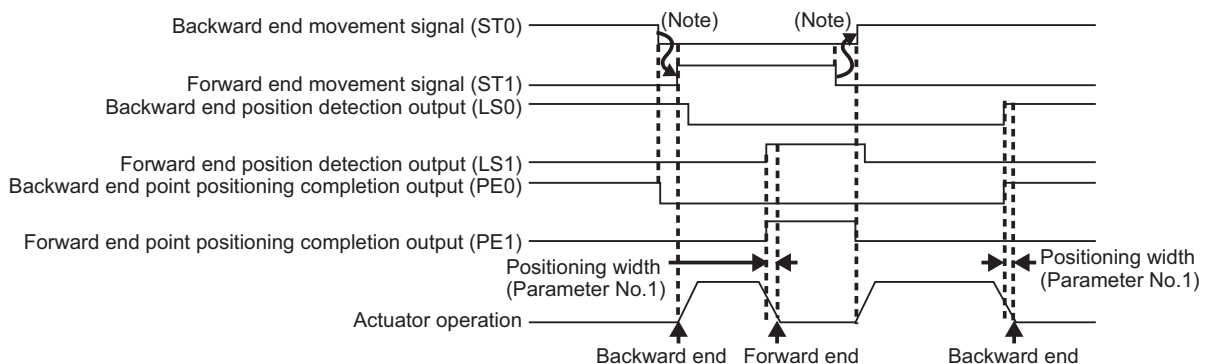 Backward end movement signal (ST0)
(Note)
(Note)
Forward end movement signal (ST1)
Backward end position detection output (LS0)
Forward end position detection output (LS1)
Backward end point positioning completion output (PE0)
Forward end point positioning completion output (PE1)
Positioning width
(Parameter No.1)
Positioning width
(Parameter No.1)
Actuator operation
Backward end
Forward end
Backward end